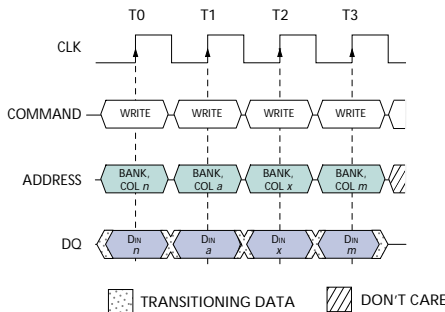 T0 T1 T2 T3
CLK
COMMAND WRITE WRITE WRITE WRITE
ADDRESS BANK, COL n BANK, COL a BANK, COL x BANK, COL m
DQ DIN n DIN a DIN x DIN m
TRANSITIONING DATA DON'T CARE